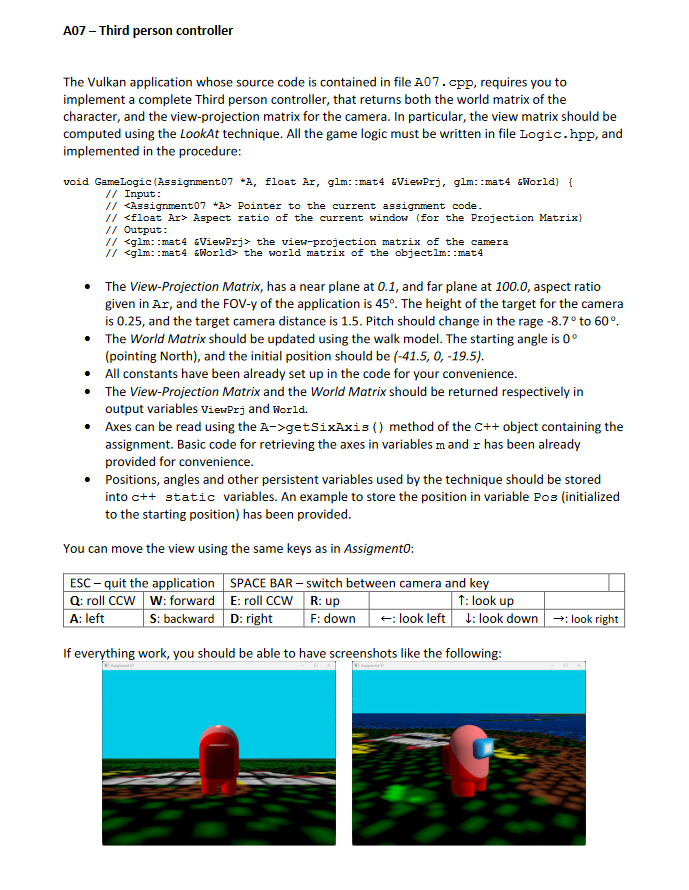 A07 – Third person controller
The Vulkan application whose source code is contained in file A07.cpp, requires you to
implement a complete Third person controller, that returns both the world matrix of the
character, and the view-projection matrix for the camera. In particular, the view matrix should be
computed using the LookAt technique. All the game logic must be written in file Logic.hpp, and
implemented in the procedure:
void GameLogic(Assignment07 *A, float Ar, glm::mat4 &ViewPrj, glm::mat4 &World) {
// Input:
// <Assignment07 *A> Pointer to the current assignment code.
// <float Ar> Aspect ratio of the current window (for the Projection Matrix)
// Output:
// <glm::mat4 &ViewPrj> the view-projection matrix of the camera
// <glm::mat4 &World> the world matrix of the objectlm::mat4
• The View-Projection Matrix, has a near plane at 0.1, and far plane at 100.0, aspect ratio
given in Ar, and the FOV-y of the application is 45°. The height of the target for the camera
is 0.25, and the target camera distance is 1.5. Pitch should change in the rage -8.7° to 60°.
• The World Matrix should be updated using the walk model. The starting angle is 0°
(pointing North), and the initial position should be (-41.5, 0, -19.5).
• All constants have been already set up in the code for your convenience.
• The View-Projection Matrix and the World Matrix should be returned respectively in
output variables ViewPrj and World.
• Axes can be read using the A->getSixAxis() method of the C++ object containing the
assignment. Basic code for retrieving the axes in variables m and r has been already
provided for convenience.
• Positions, angles and other persistent variables used by the technique should be stored
into c++ static variables. An example to store the position in variable Pos (initialized
to the starting position) has been provided.
You can move the view using the same keys as in Assigment0:
ESC – quit the application SPACE BAR – switch between camera and key
Q: roll CCW W: forward E: roll CCW R: up ↑: look up
A: left S: backward D: right F: down ←: look left ↓: look down →: look right
If everything work, you should be able to have screenshots like the following: